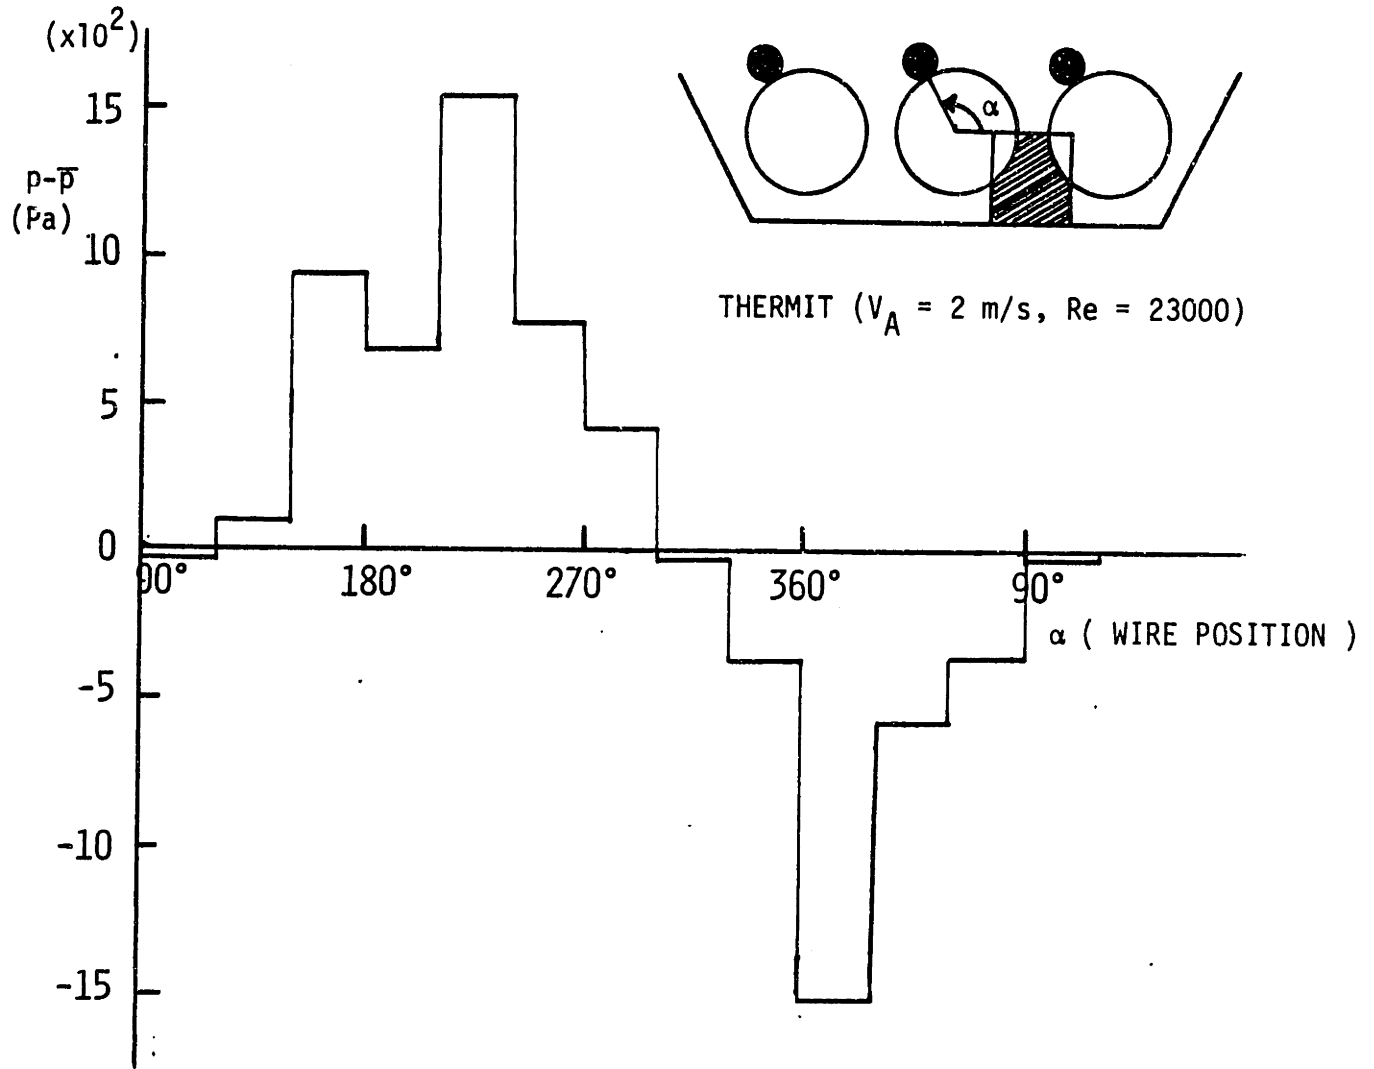 (x10²)
15
p-p̅
(Pa)
10
5
0
-5
-10
-15
α
THERMIT (V_A = 2 m/s, Re = 23000)
90° 180° 270° 360° 90°
α ( WIRE POSITION )